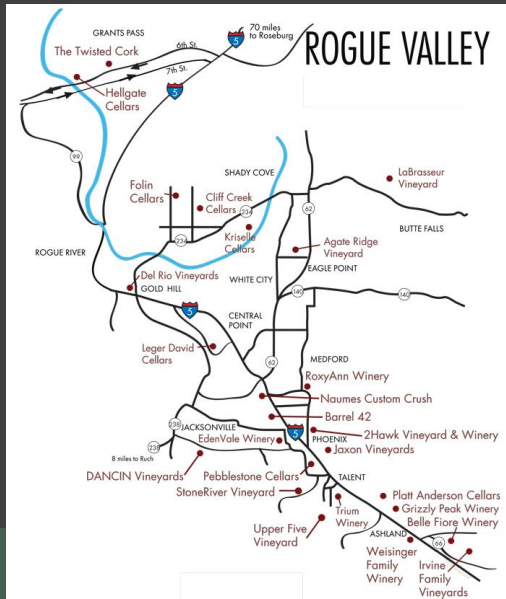 ROGUE VALLEY
70 miles
to Roseburg
5
GRANTS PASS
6th St.
The Twisted Cork
7th St.
Hellgate
Cellars
5
99
SHADY COVE
LaBrasseur
Vineyard
Folin
Cellars
Cliff Creek
Cellars
234
62
BUTTE FALLS
Kriselle
Cellars
234
Agate Ridge
Vineyard
ROGUE RIVER
EAGLE POINT
Del Rio Vineyards
WHITE CITY
GOLD HILL
140
140
5
CENTRAL
POINT
Leger David
Cellars
62
MEDFORD
RoxyAnn Winery
Naumes Custom Crush
Barrel 42
238
JACKSONVILLE
5
2Hawk Vineyard & Winery
EdenVale Winery
PHOENIX
238
Jaxon Vineyards
8 miles to Ruch
DANCIN Vineyards
Pebblestone Cellars
TALENT
StoneRiver Vineyard
Platt Anderson Cellars
Trium
Winery
Grizzly Peak Winery
Belle Fiore Winery
Upper Five
Vineyard
ASHLAND
66
Weisinger
Family
Winery
Irvine
Family
Vineyards